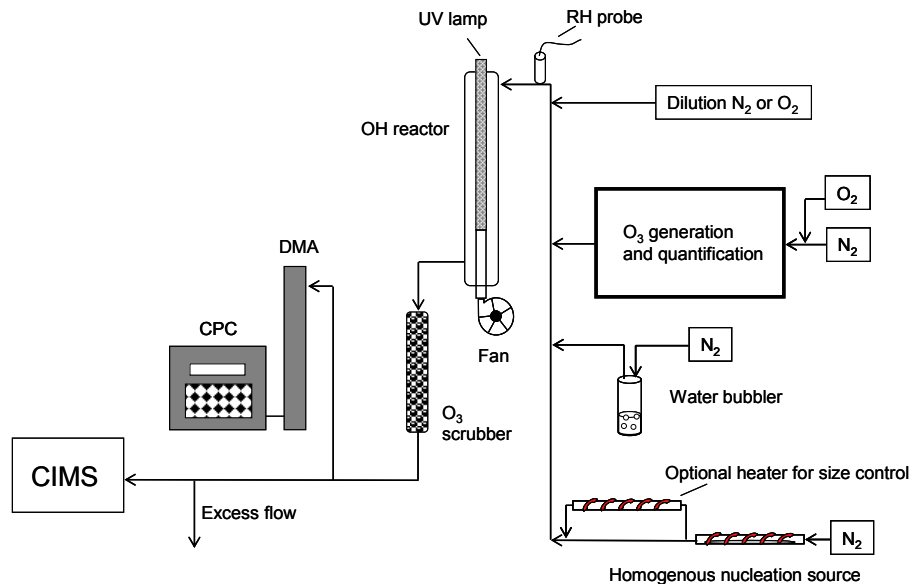 UV lamp
RH probe
Dilution N₂ or O₂
OH reactor
O₂
O₃ generation
and quantification
N₂
DMA
CPC
Fan
N₂
Water bubbler
O₃
scrubber
CIMS
Optional heater for size control
Excess flow
N₂
Homogenous nucleation source